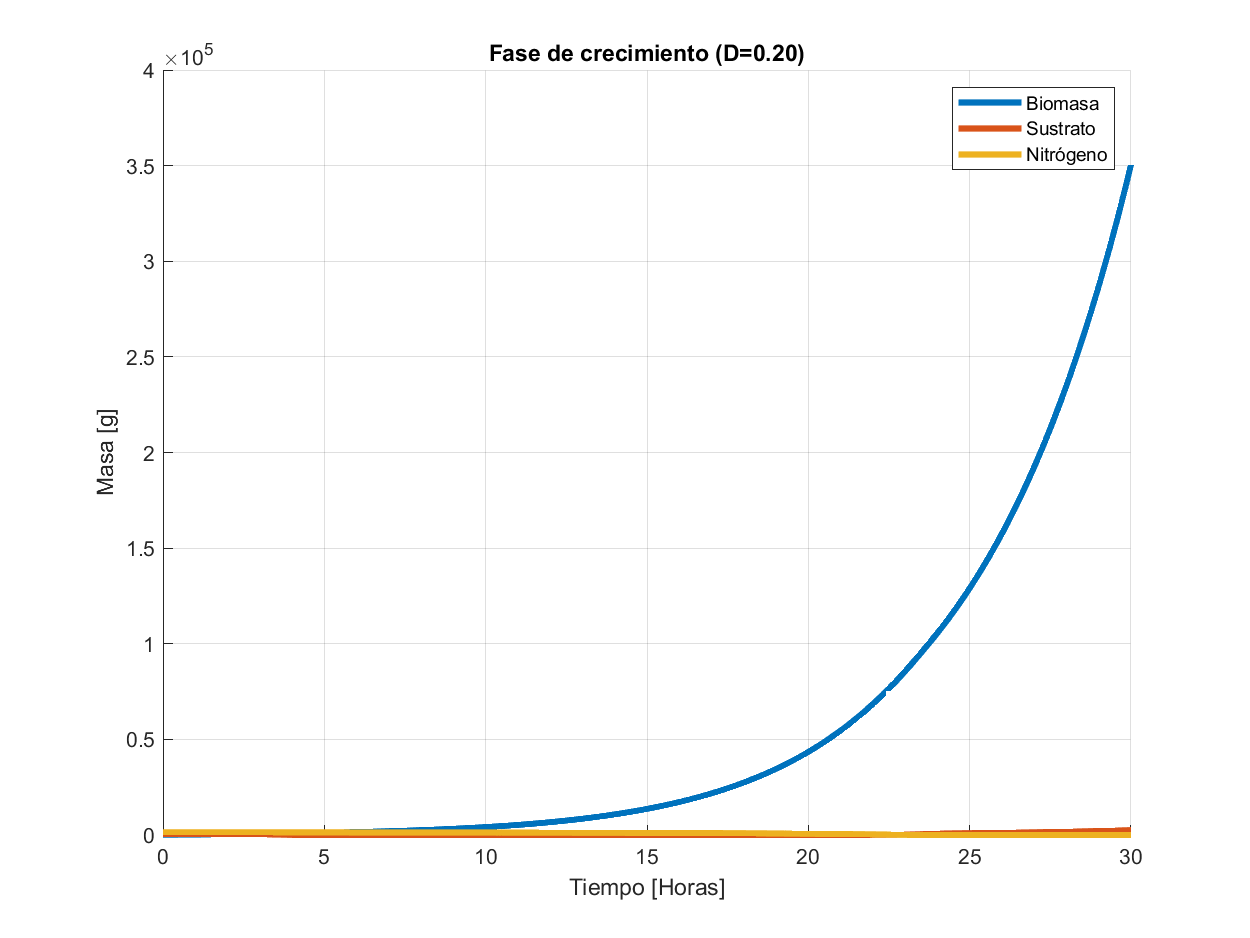 Fase de crecimiento (D=0.20)
×10^5
4
3.5
3
2.5
2
1.5
1
0.5
0
Masa [g]
Biomasa
Sustrato
Nitrógeno
0 5 10 15 20 25 30
Tiempo [Horas]